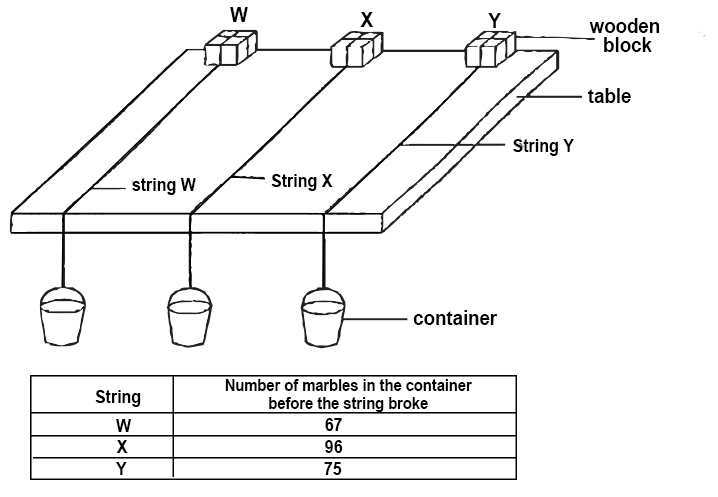 W
X
Y
wooden
block
table
String Y
string W
String X
container
String
Number of marbles in the container
before the string broke
W 67
X 96
Y 75